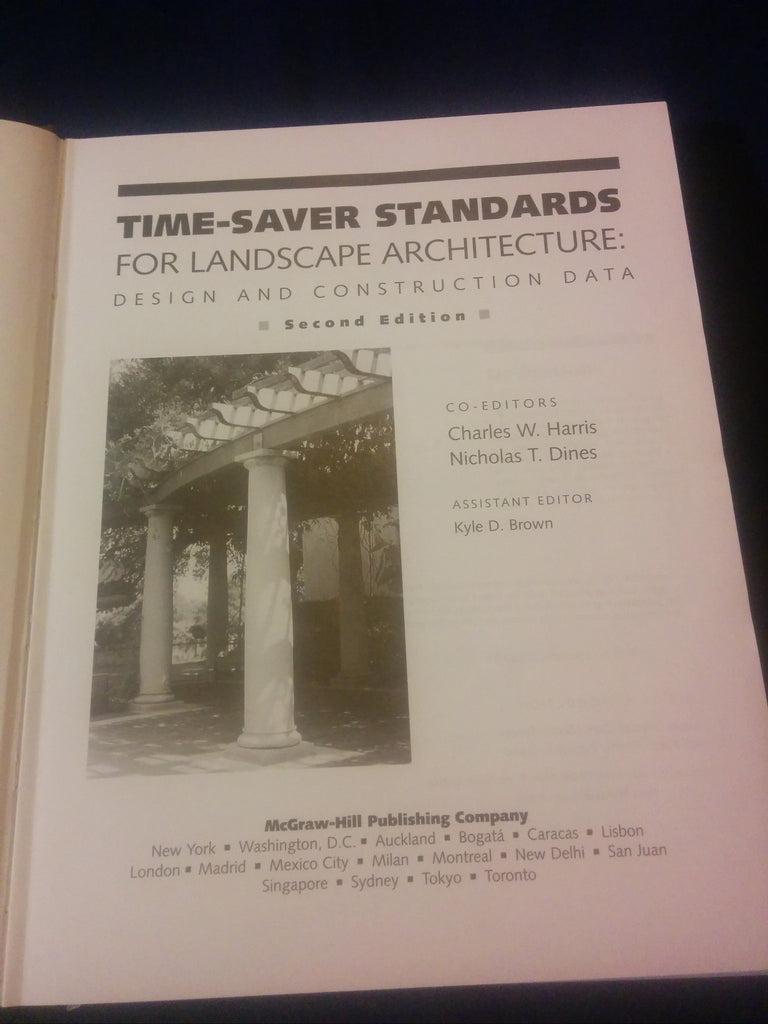 TIME-SAVER STANDARDS
FOR LANDSCAPE ARCHITECTURE:
DESIGN AND CONSTRUCTION DATA
■ Second Edition ■
CO-EDITORS
Charles W. Harris
Nicholas T. Dines
ASSISTANT EDITOR
Kyle D. Brown
McGraw-Hill Publishing Company
New York ■ Washington, D.C. ■ Auckland ■ Bogatá ■ Caracas ■ Lisbon
London ■ Madrid ■ Mexico City ■ Milan ■ Montreal ■ New Delhi ■ San Juan
Singapore ■ Sydney ■ Tokyo ■ Toronto